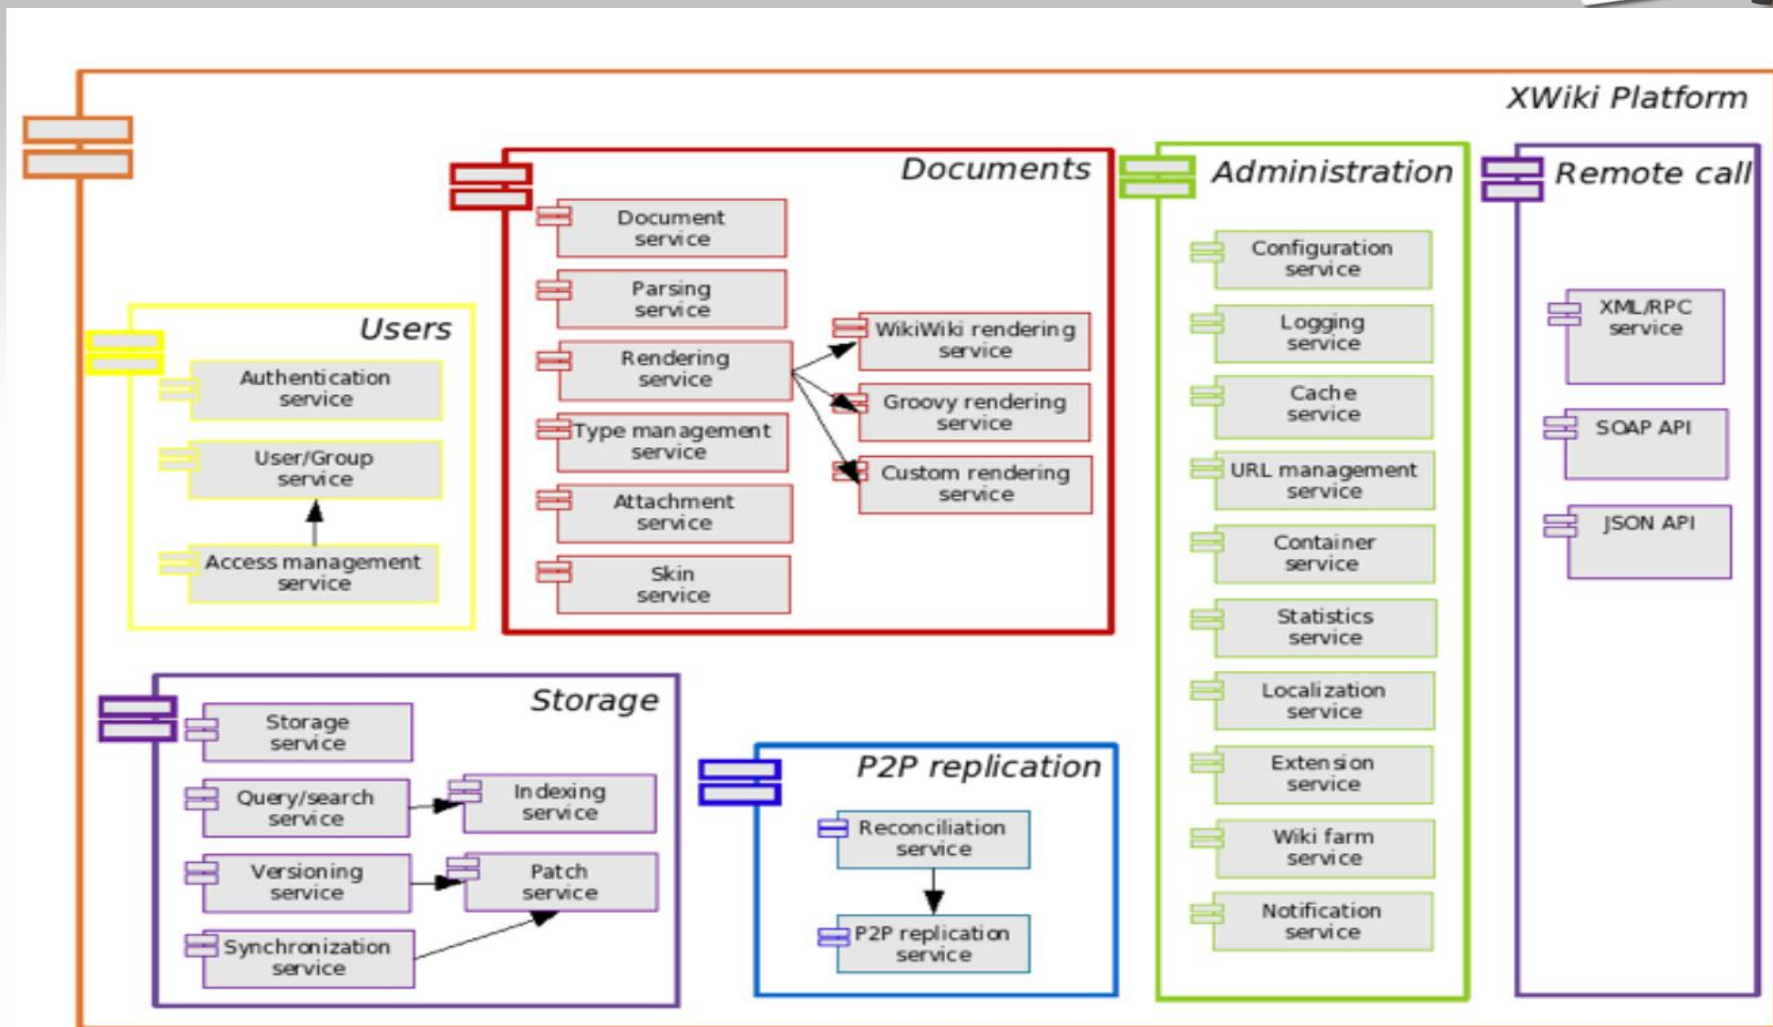 XWiki Platform
Documents
Document
service
Parsing
service
Rendering
service
Type management
service
Attachment
service
Skin
service
WikiWiki rendering
service
Groovy rendering
service
Custom rendering
service
Administration
Configuration
service
Logging
service
Cache
service
URL management
service
Container
service
Statistics
service
Localization
service
Extension
service
Wiki farm
service
Notification
service
Remote call
XML/RPC
service
SOAP API
JSON API
Users
Authentication
service
User/Group
service
Access management
service
Storage
Storage
service
Query/search
service
Indexing
service
Versioning
service
Patch
service
Synchronization
service
P2P replication
Reconciliation
service
P2P replication
service